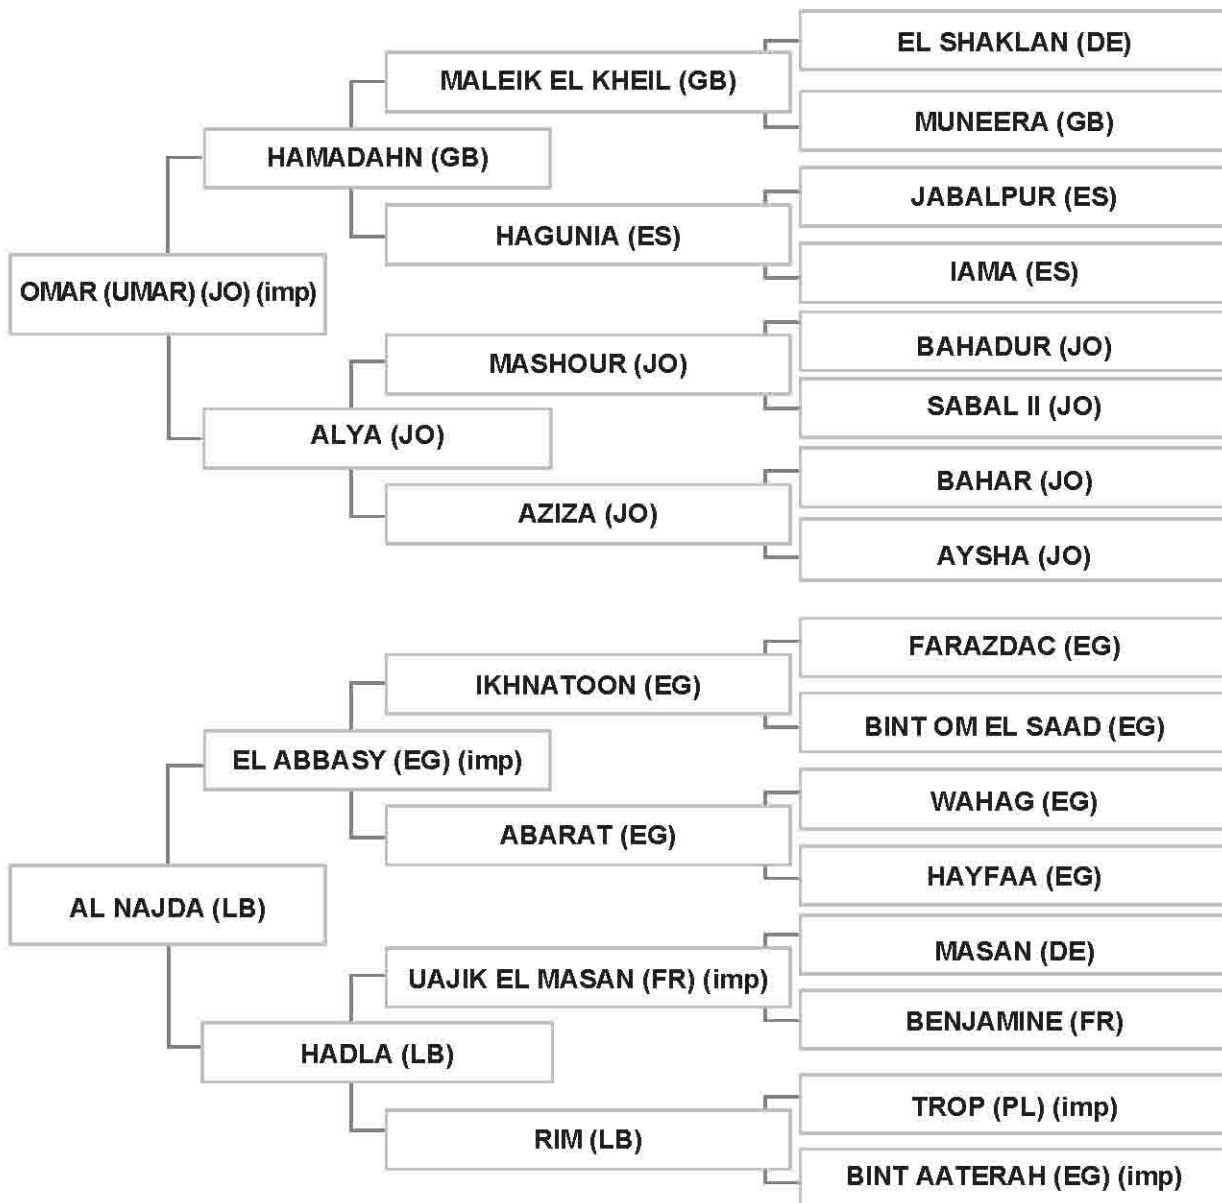 EL SHAKLAN (DE)
MALEIK EL KHEIL (GB)
MUNEERA (GB)
HAMADAHN (GB)
JABALPUR (ES)
HAGUNIA (ES)
IAMA (ES)
OMAR (UMAR) (JO) (imp)
BAHADUR (JO)
MASHOUR (JO)
SABAL II (JO)
ALYA (JO)
BAHAR (JO)
AZIZA (JO)
AYSHA (JO)
FARAZDAC (EG)
IKHNATOON (EG)
BINT OM EL SAAD (EG)
EL ABBASY (EG) (imp)
WAHAG (EG)
ABARAT (EG)
HAYFAA (EG)
AL NAJDA (LB)
MASAN (DE)
UAJIK EL MASAN (FR) (imp)
BENJAMINE (FR)
HADLA (LB)
TROP (PL) (imp)
RIM (LB)
BINT AATERAH (EG) (imp)